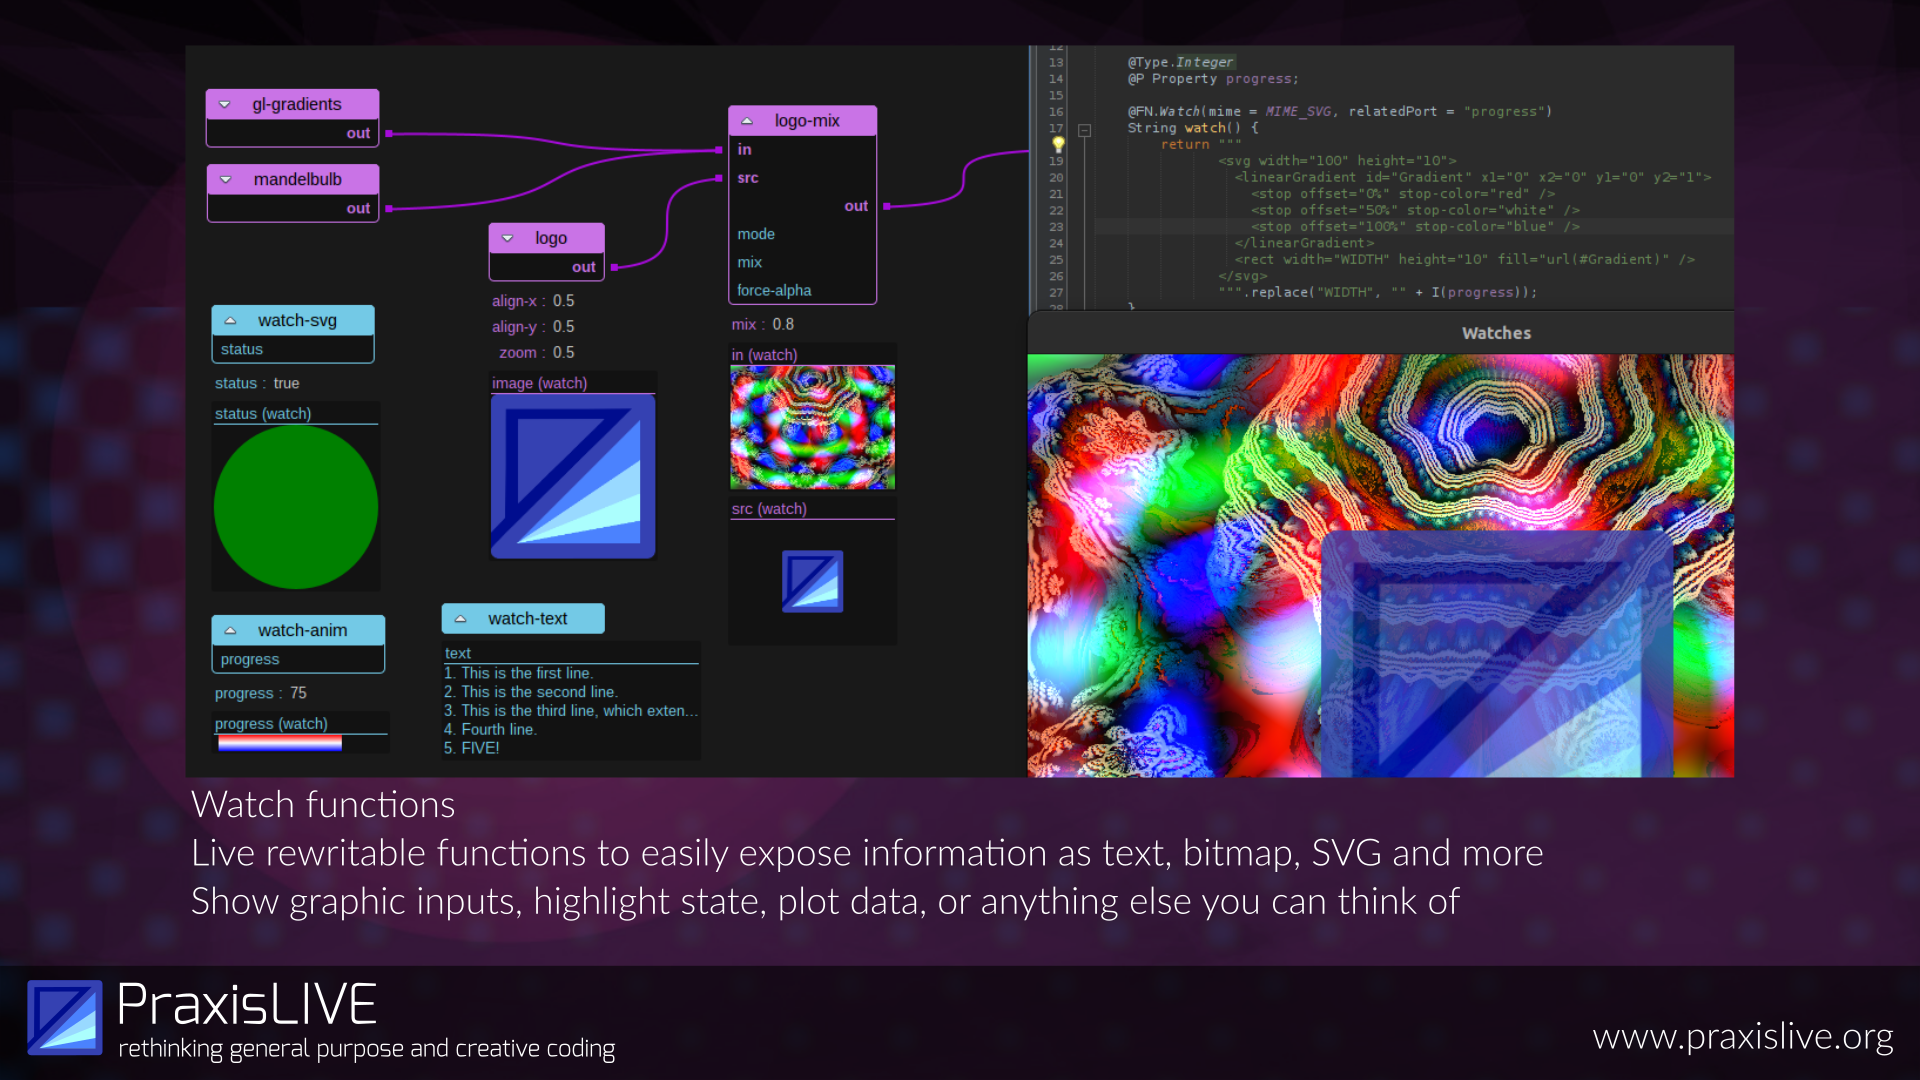 gl-gradients
out
mandelbulb
out
logo
out
align-x : 0.5
align-y : 0.5
zoom : 0.5
image (watch)
logo-mix
in
src
out
mode
mix
force-alpha
mix : 0.8
in (watch)
src (watch)
watch-svg
status
status : true
status (watch)
watch-anim
progress
progress : 75
progress (watch)
watch-text
text
1. This is the first line.
2. This is the second line.
3. This is the third line, which exten...
4. Fourth line.
5. FIVE!
12
13 @Type.Integer
14 @P Property progress;
15
16 @FN.Watch(mime = MIME_SVG, relatedPort = "progress")
17 String watch() {
return """
19 <svg width="100" height="10">
20 <linearGradient id="Gradient" x1="0" x2="0" y1="0" y2="1">
21 <stop offset="0%" stop-color="red" />
22 <stop offset="50%" stop-color="white" />
23 <stop offset="100%" stop-color="blue" />
24 </linearGradient>
25 <rect width="WIDTH" height="10" fill="url(#Gradient)" />
26 </svg>
27 """.replace("WIDTH", "" + I(progress));
28 }
Watches
Watch functions
Live rewritable functions to easily expose information as text, bitmap, SVG and more
Show graphic inputs, highlight state, plot data, or anything else you can think of
PraxisLIVE
rethinking general purpose and creative coding
www.praxislive.org